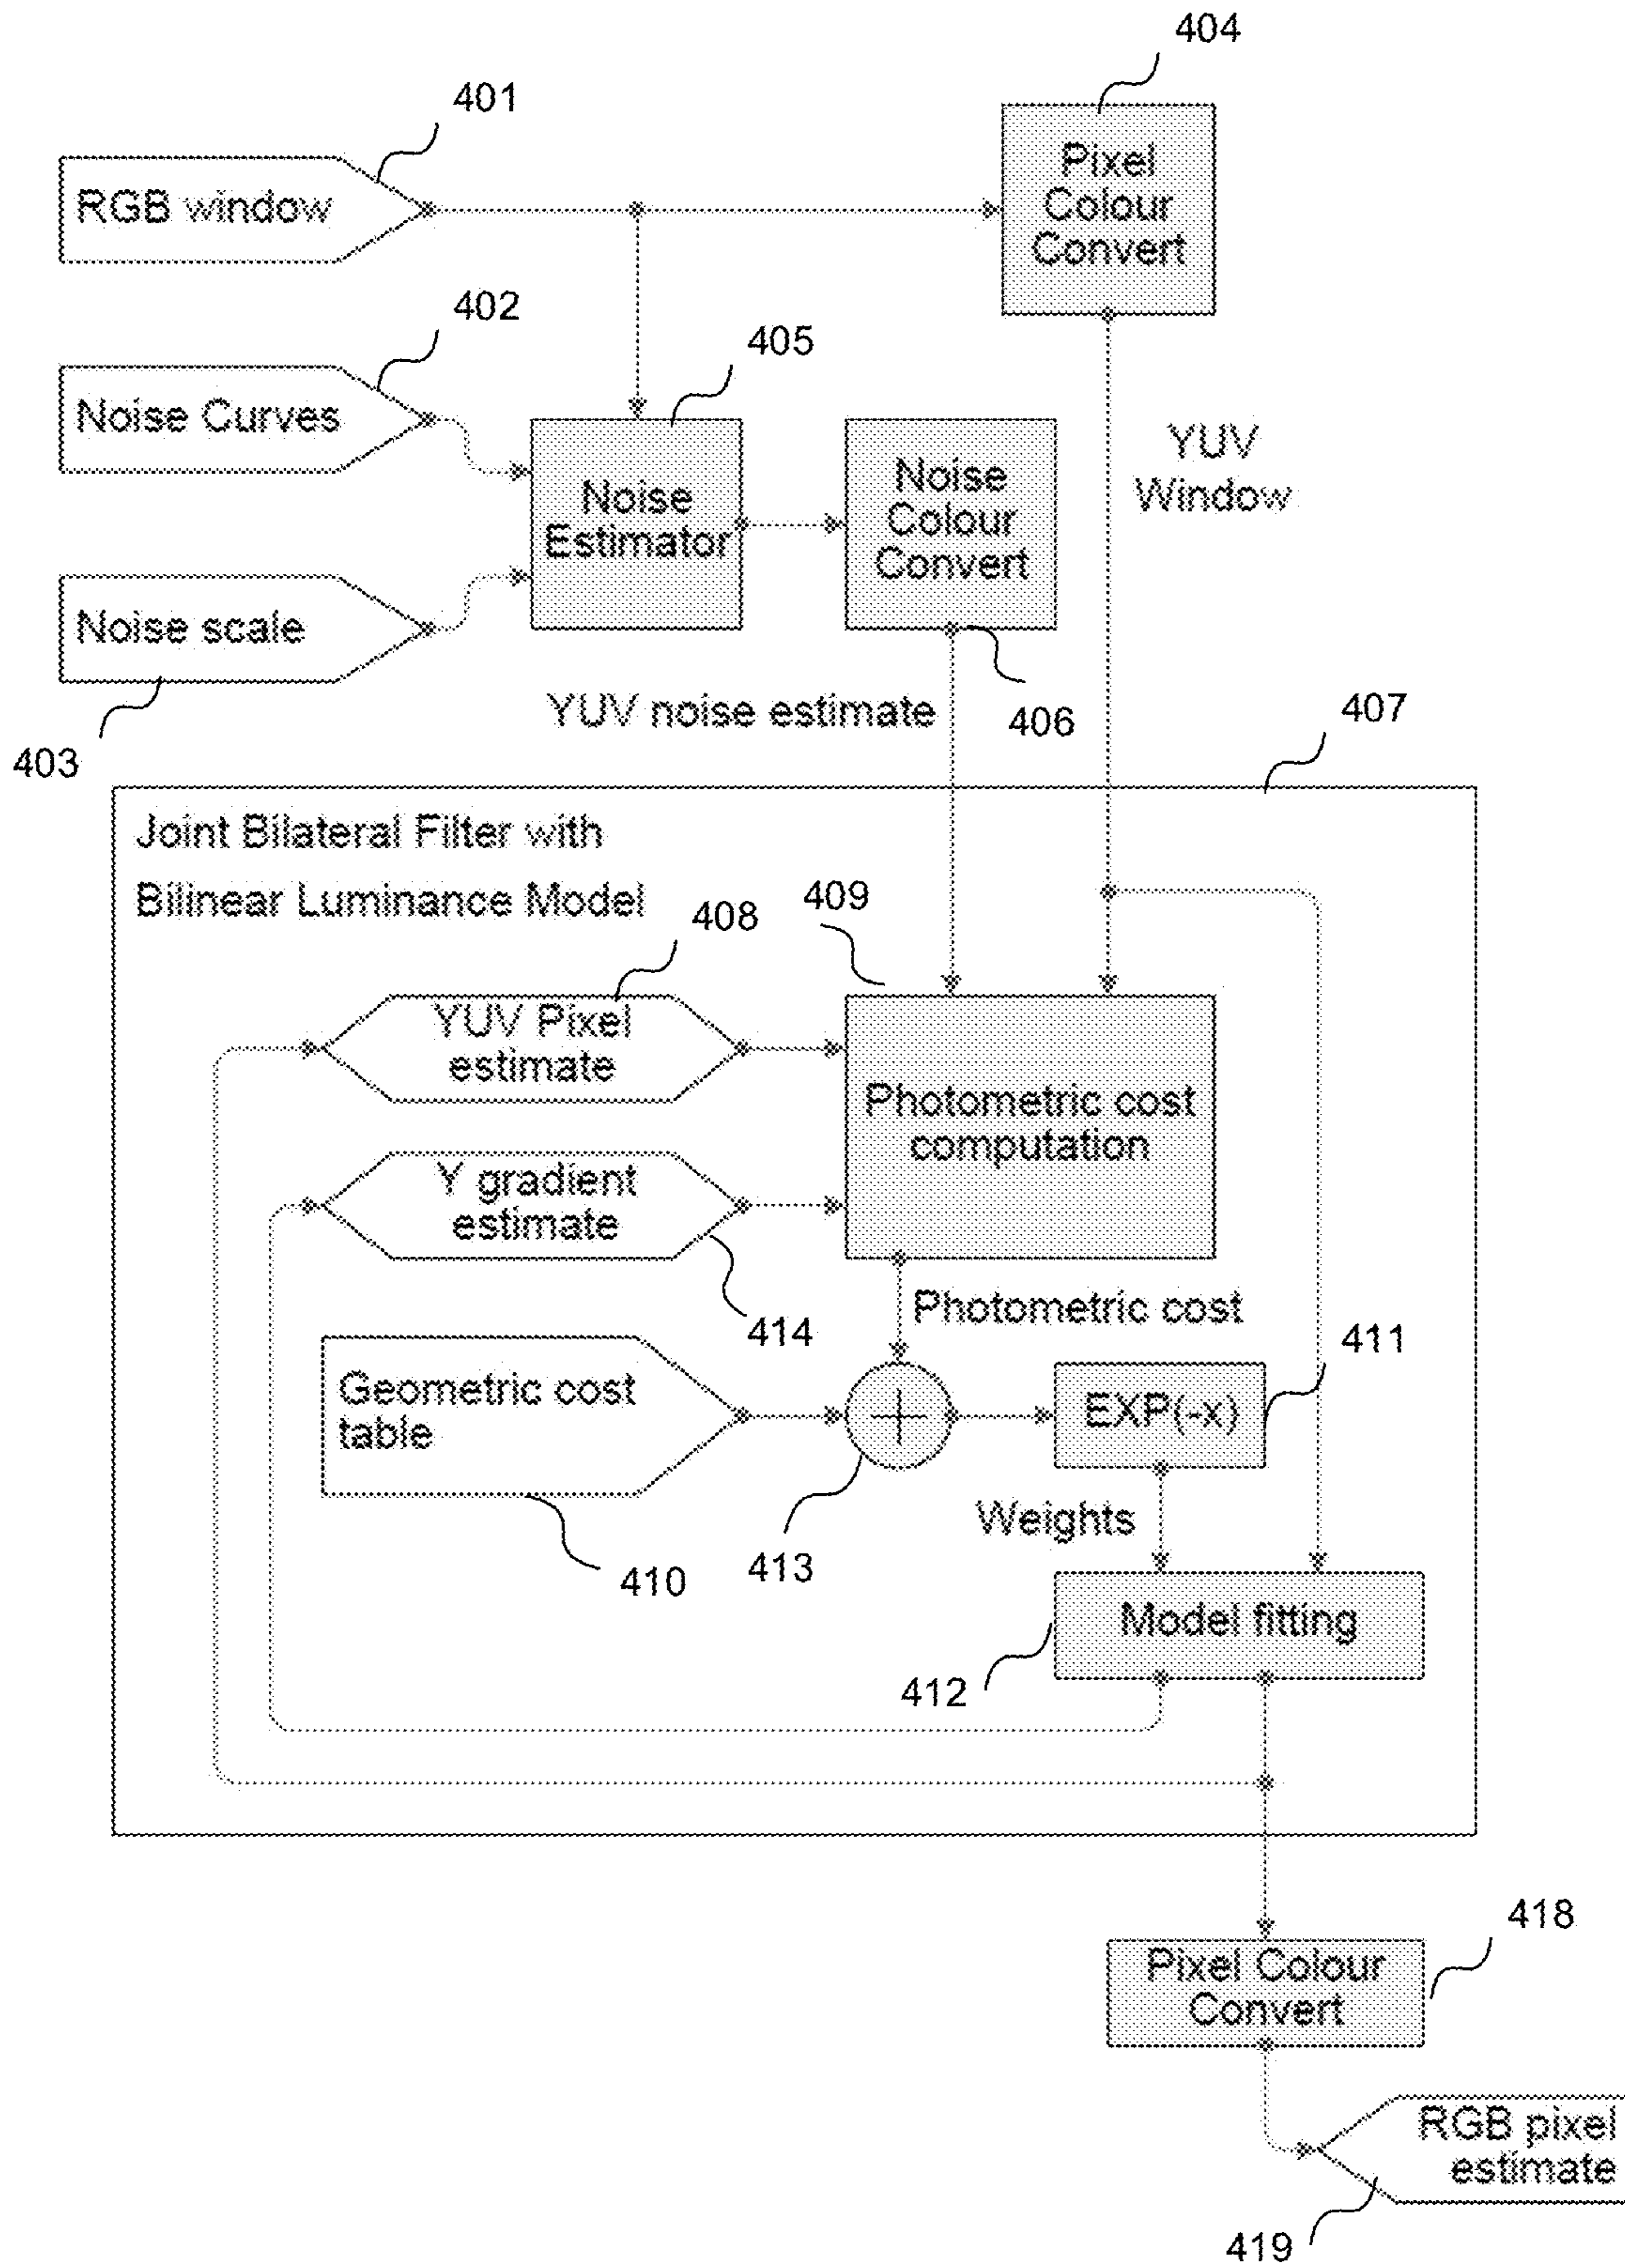 404
401
Pixel
Colour
Convert
RGB window
402
405
Noise Curves
YUV
Window
Noise
Estimator
Noise
Colour
Convert
Noise scale
403
YUV noise estimate
406
407
Joint Bilateral Filter with
Bilinear Luminance Model
408
409
YUV Pixel
estimate
Photometric cost
computation
Y gradient
estimate
414
Photometric cost
411
Geometric cost
table
EXP(-x)
410
413
Weights
Model fitting
412
418
Pixel Colour
Convert
RGB pixel
estimate
419